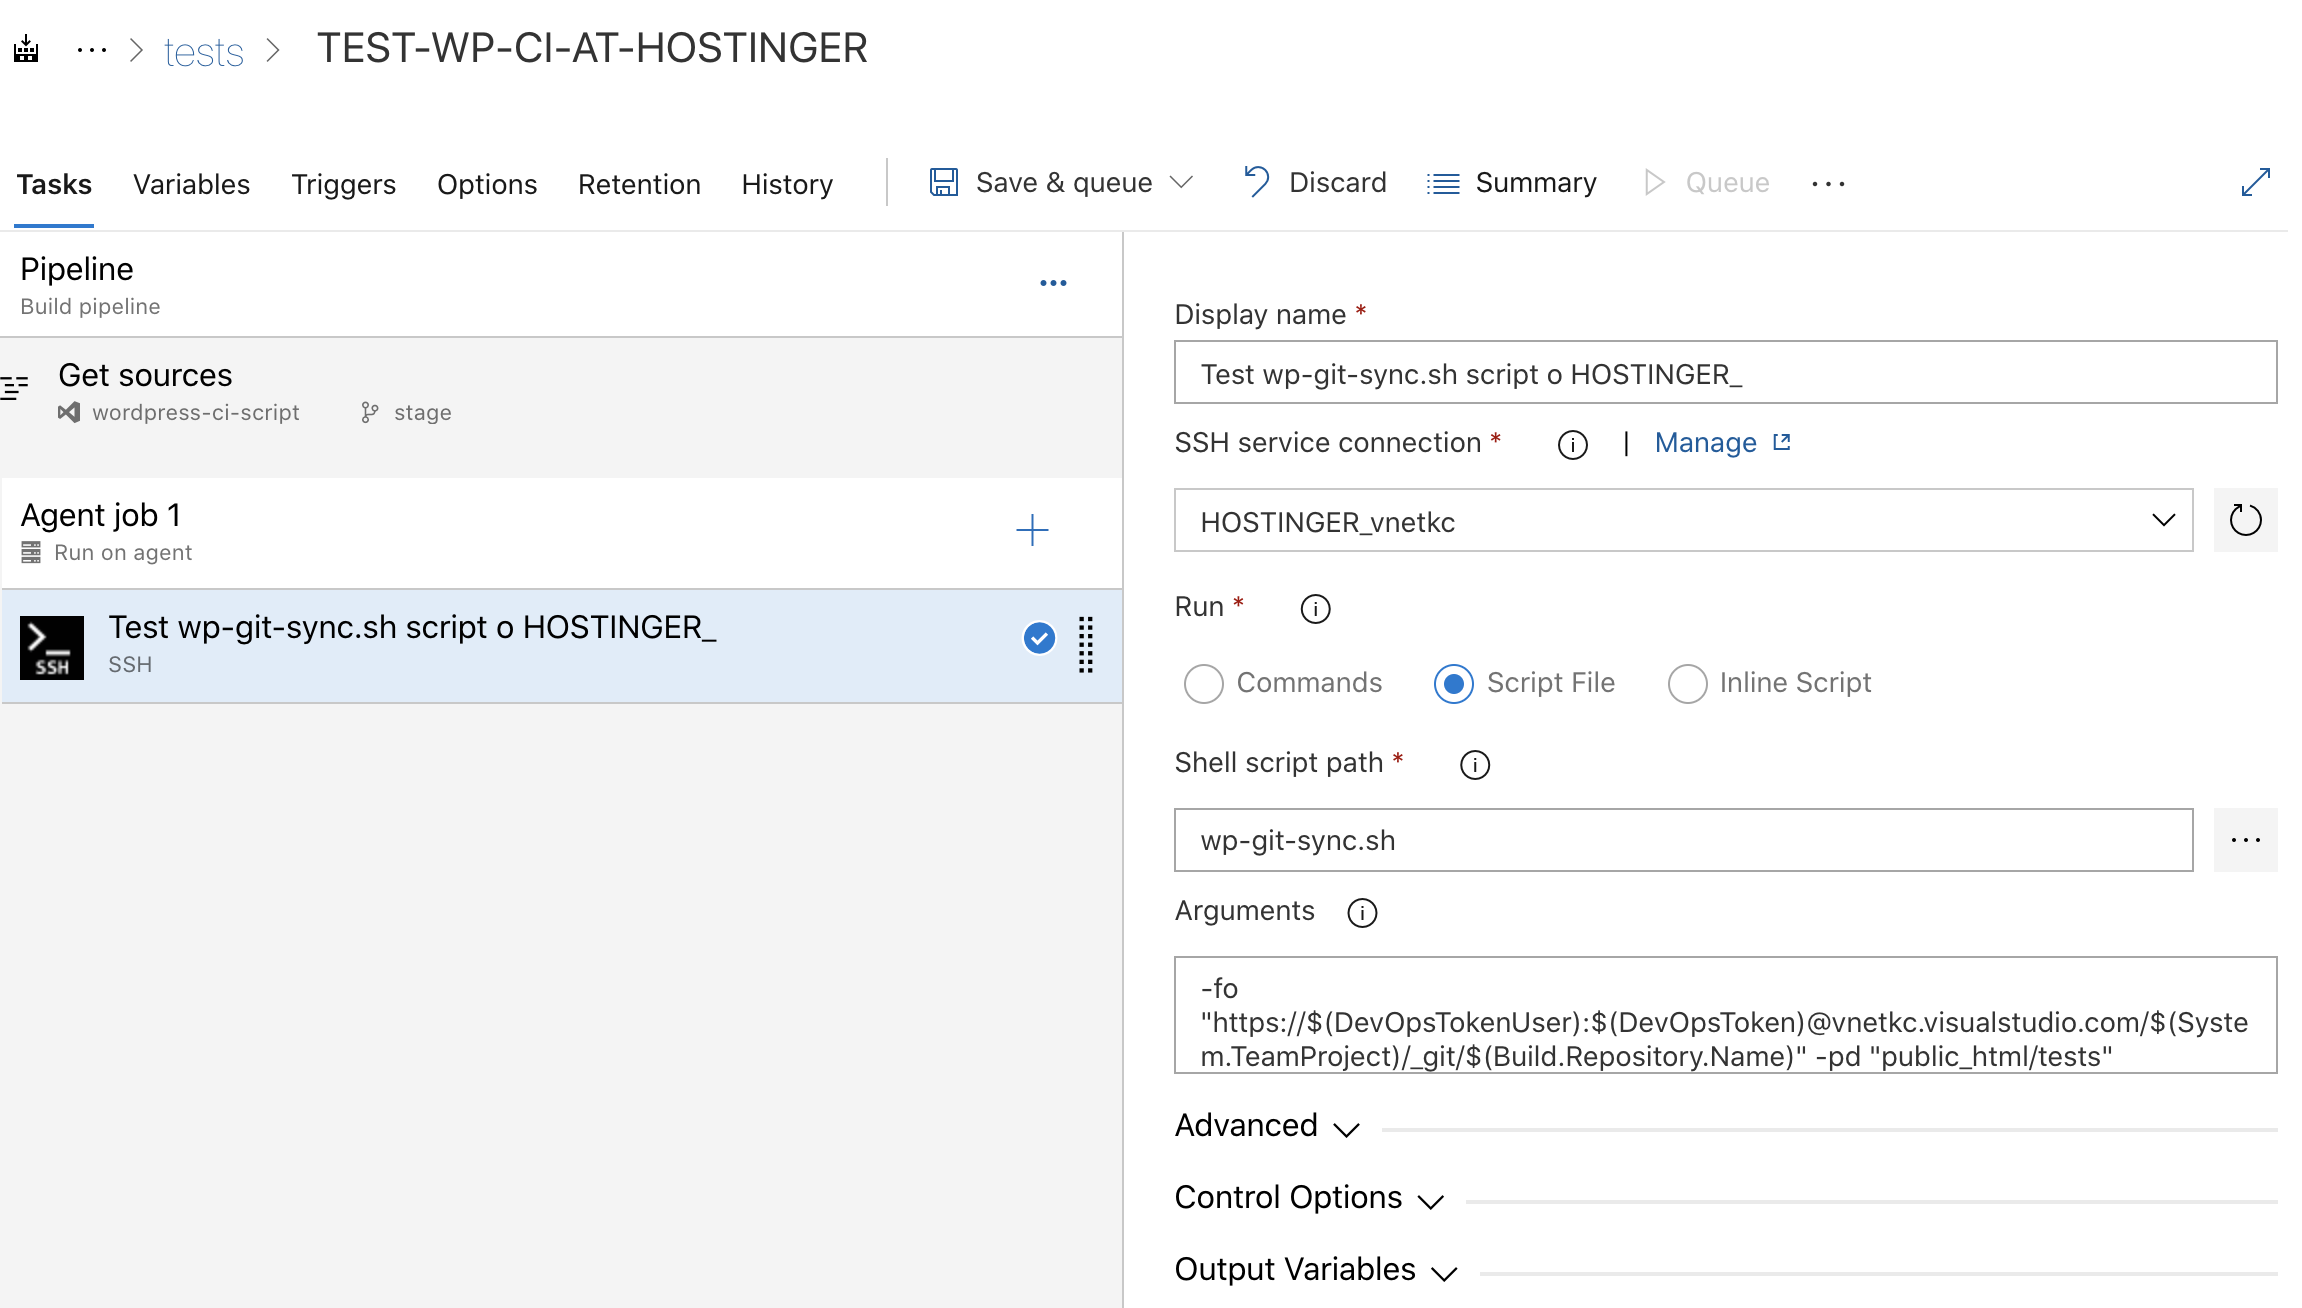 tests TEST-WP-CI-AT-HOSTINGER
Tasks Variables Triggers Options Retention History Save & queue Discard Summary Queue
Pipeline
Build pipeline
Get sources
wordpress-ci-script stage
Agent job 1
Run on agent
Test wp-git-sync.sh script o HOSTINGER_
SSH
SSH
Display name *
Test wp-git-sync.sh script o HOSTINGER_
SSH service connection * | Manage
HOSTINGER_vnetkc
Run *
Commands Script File Inline Script
Shell script path *
wp-git-sync.sh
Arguments
-fo
"https://$(DevOpsTokenUser):$(DevOpsToken)@vnetkc.visualstudio.com/$(Syste
m.TeamProject)/_git/$(Build.Repository.Name)" -pd "public_html/tests"
Advanced
Control Options
Output Variables